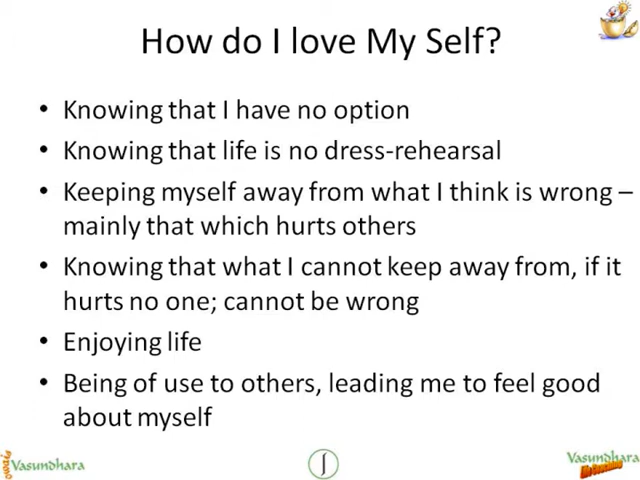 How do I love My Self?
• Knowing that I have no option
• Knowing that life is no dress-rehearsal
• Keeping myself away from what I think is wrong –
mainly that which hurts others
• Knowing that what I cannot keep away from, if it
hurts no one; cannot be wrong
• Enjoying life
• Being of use to others, leading me to feel good
about myself
Vasundhara
Vasundhara
Life Coaching